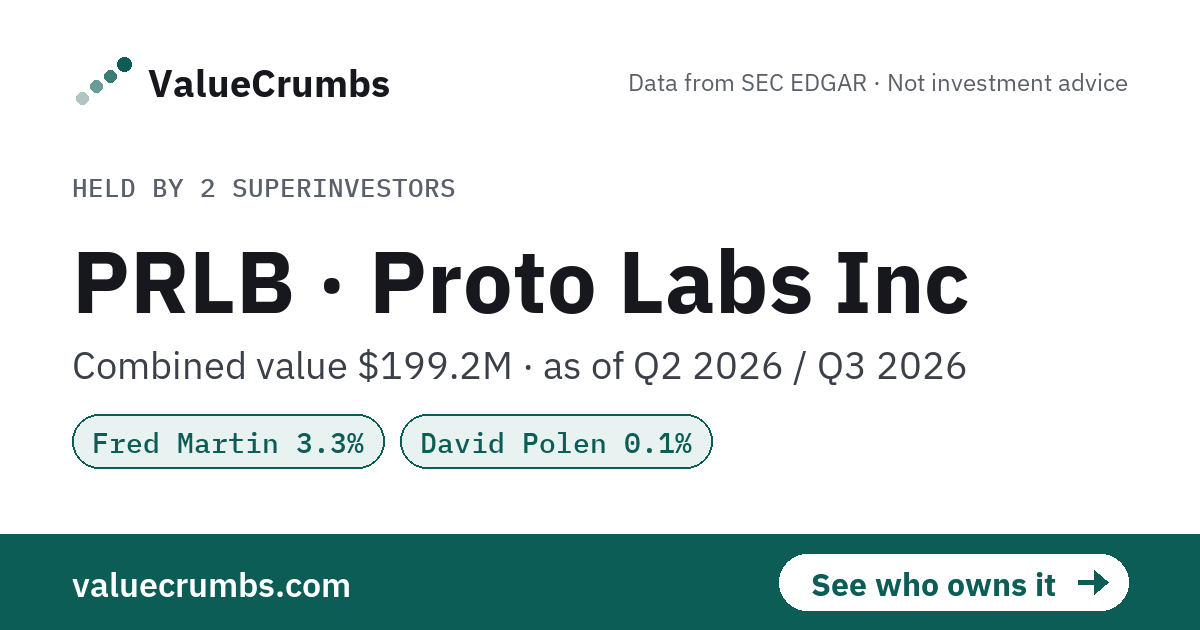 ValueCrumbs
Data from SEC EDGAR · Not investment advice
HELD BY 2 SUPERINVESTORS
PRLB · Proto Labs Inc
Combined value $199.2M · as of Q2 2026 / Q3 2026
Fred Martin 3.3%
David Polen 0.1%
valuecrumbs.com
See who owns it →